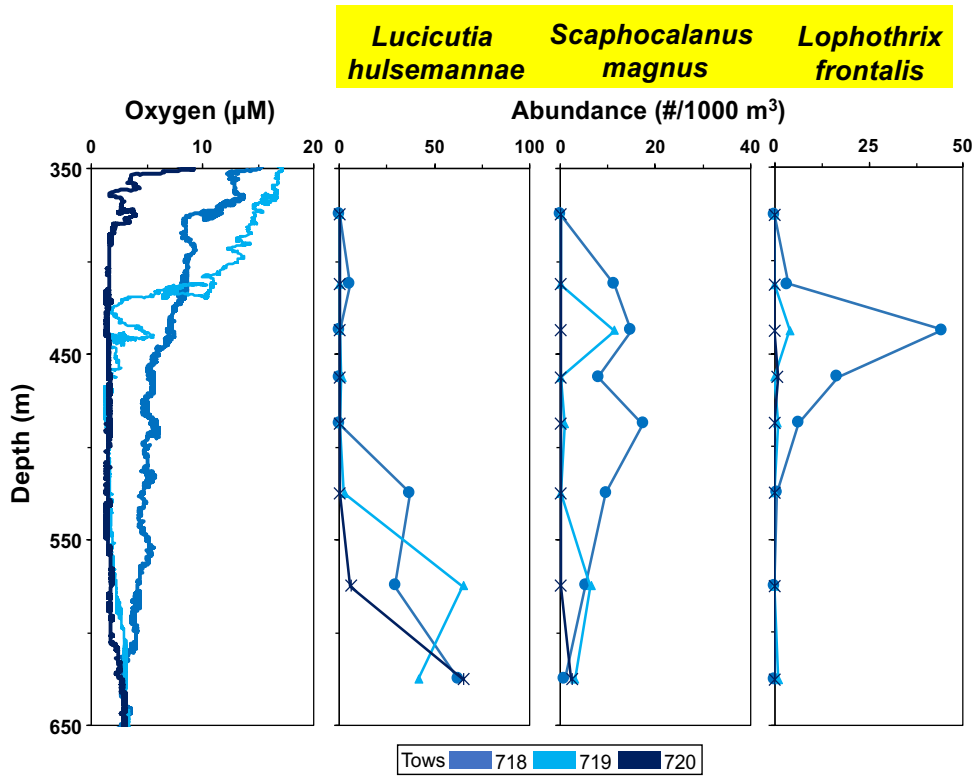 Lucicutia
hulsemannae
Scaphocalanus
magnus
Lophothrix
frontalis
Oxygen (µM)
Abundance (#/1000 m³)
0 10 20
0 50 100
0 20 40
0 25 50
350
450
550
650
Depth (m)
Tows 718 719 720